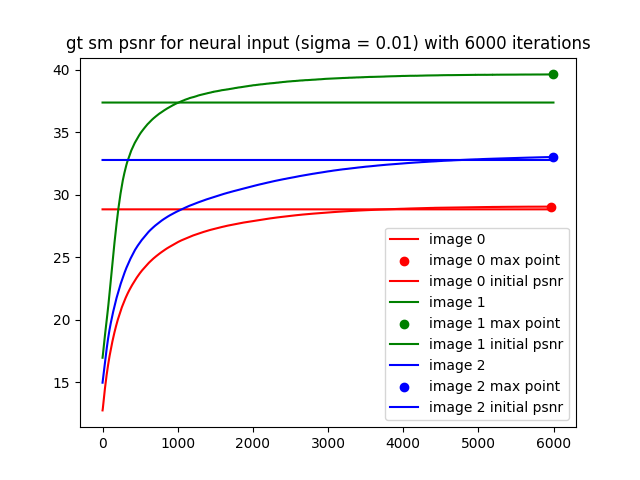 gt sm psnr for neural input (sigma = 0.01) with 6000 iterations
40
35
30
25
20
15
0 1000 2000 3000 4000 5000 6000
image 0
image 0 max point
image 0 initial psnr
image 1
image 1 max point
image 1 initial psnr
image 2
image 2 max point
image 2 initial psnr